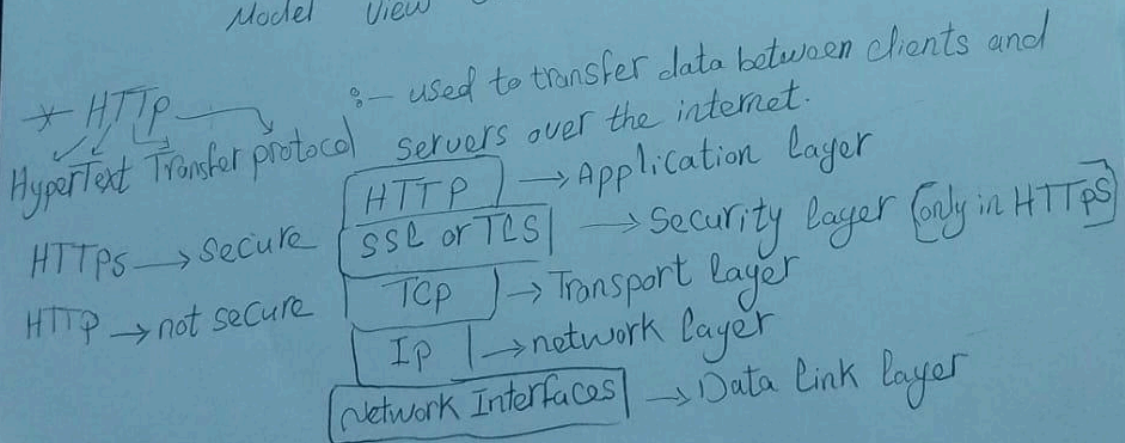 Model View
* HTTP :- used to transfer data between clients and
HyperText Transfer protocol servers over the internet.
HTTP → Application layer
HTTPS → secure SSL or TLS → Security layer (only in HTTPS)
HTTP → not secure TCP → Transport layer
IP → network layer
Network Interfaces → Data link layer